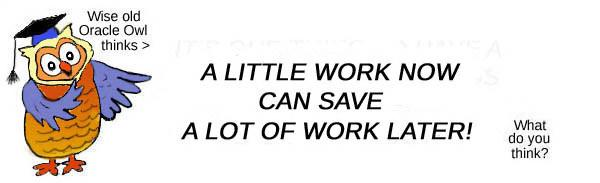 Wise old
Oracle Owl
thinks >
A LITTLE WORK NOW
CAN SAVE
A LOT OF WORK LATER!
What
do you
think?